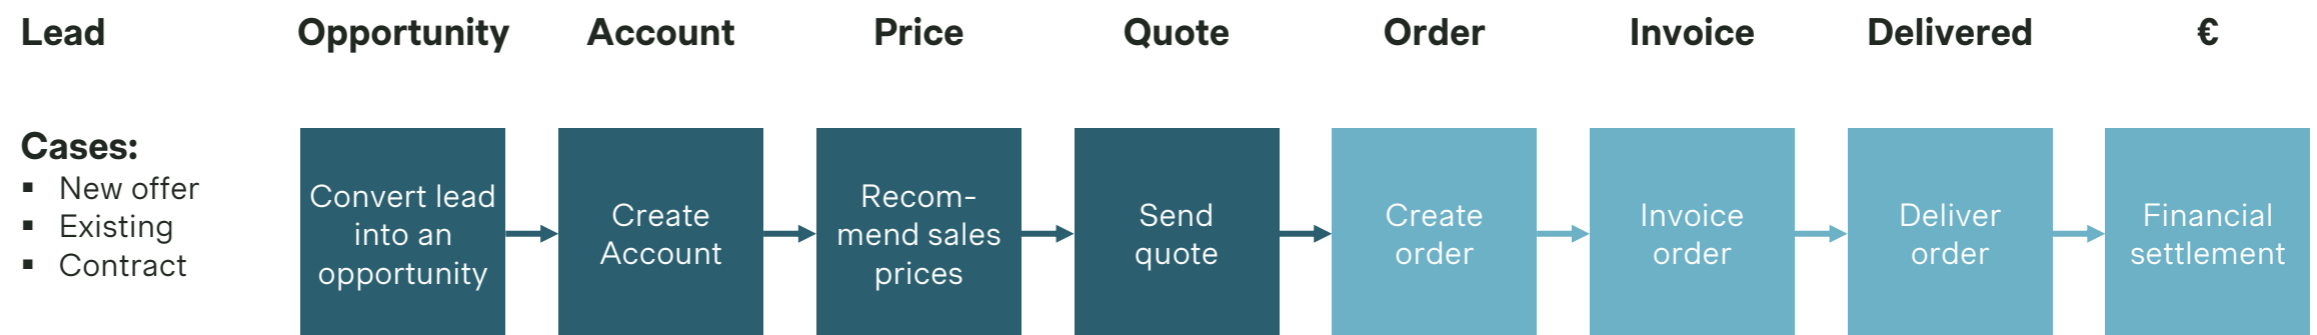 Lead
Opportunity
Account
Price
Quote
Order
Invoice
Delivered
€
Cases:
▪ New offer
▪ Existing
▪ Contract
Convert lead
into an
opportunity
Create
Account
Recom-
mend sales
prices
Send
quote
Create
order
Invoice
order
Deliver
order
Financial
settlement